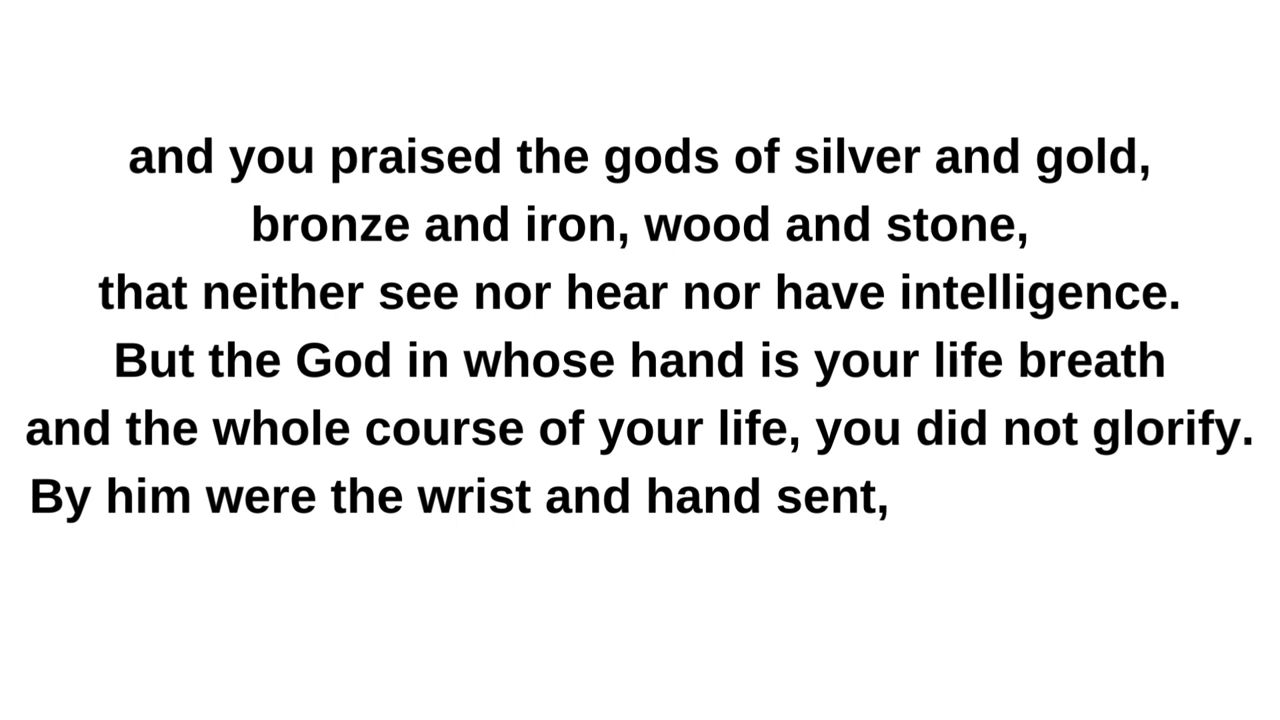 and you praised the gods of silver and gold,
bronze and iron, wood and stone,
that neither see nor hear nor have intelligence.
But the God in whose hand is your life breath
and the whole course of your life, you did not glorify.
By him were the wrist and hand sent,